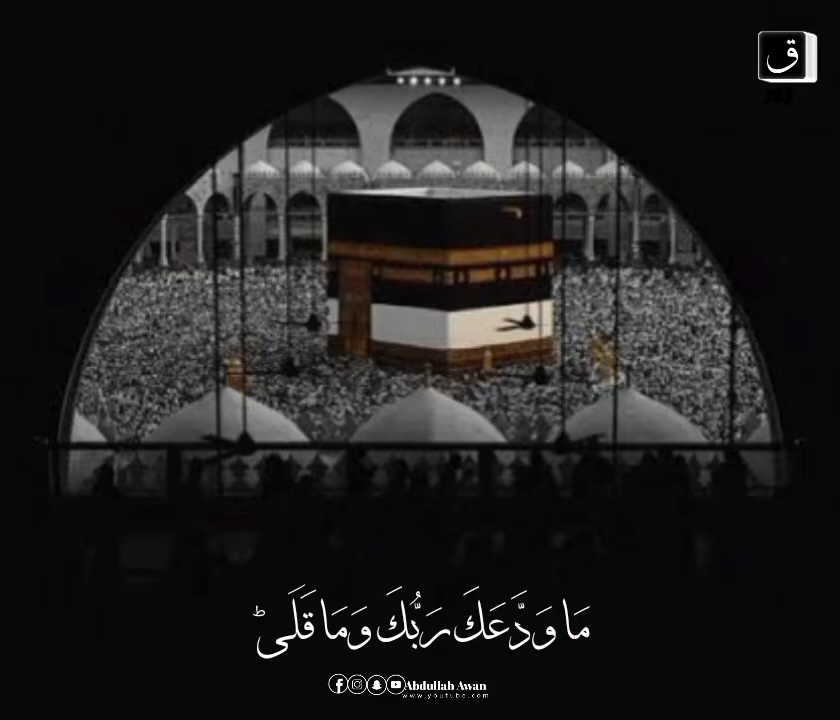 ق
مَا وَدَّعَكَ رَبُّكَ وَمَا قَلَىٰ ؕ
Abdullah Awan
www.youtube.com